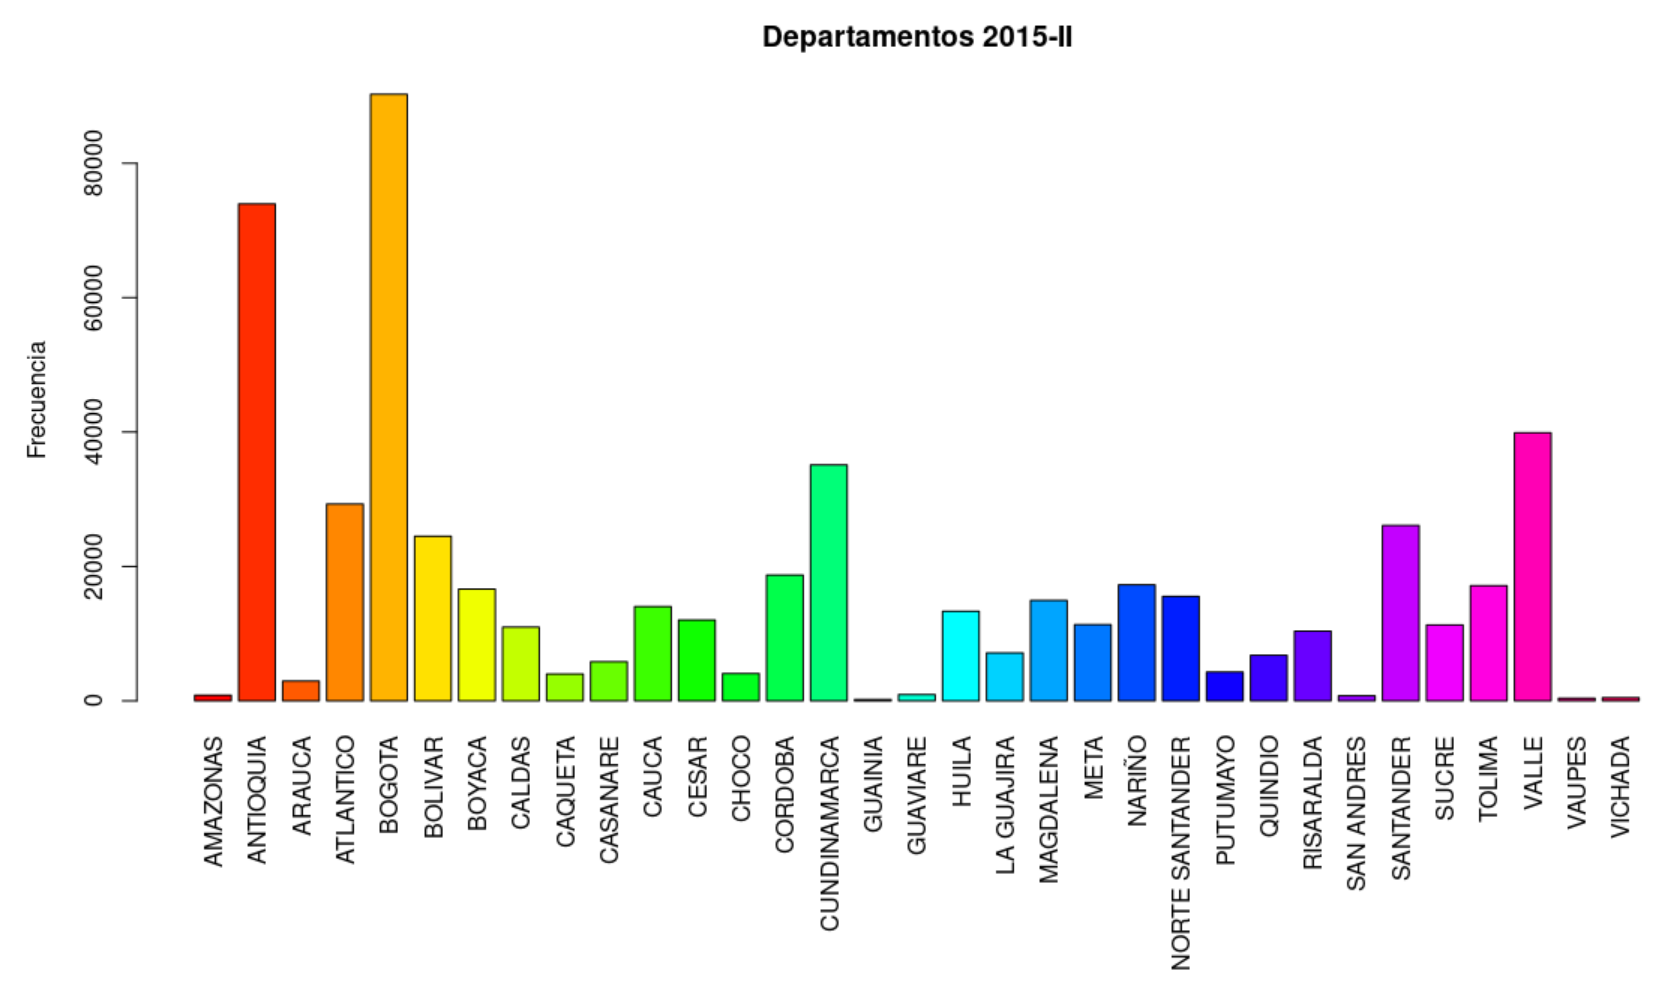 Departamentos 2015-II
Frecuencia
80000
60000
40000
20000
0
AMAZONAS
ANTIOQUIA
ARAUCA
ATLANTICO
BOGOTA
BOLIVAR
BOYACA
CALDAS
CAQUETA
CASANARE
CAUCA
CESAR
CHOCO
CORDOBA
CUNDINAMARCA
GUAINIA
GUAVIARE
HUILA
LA GUAJIRA
MAGDALENA
META
NARIÑO
NORTE SANTANDER
PUTUMAYO
QUINDIO
RISARALDA
SAN ANDRES
SANTANDER
SUCRE
TOLIMA
VALLE
VAUPES
VICHADA